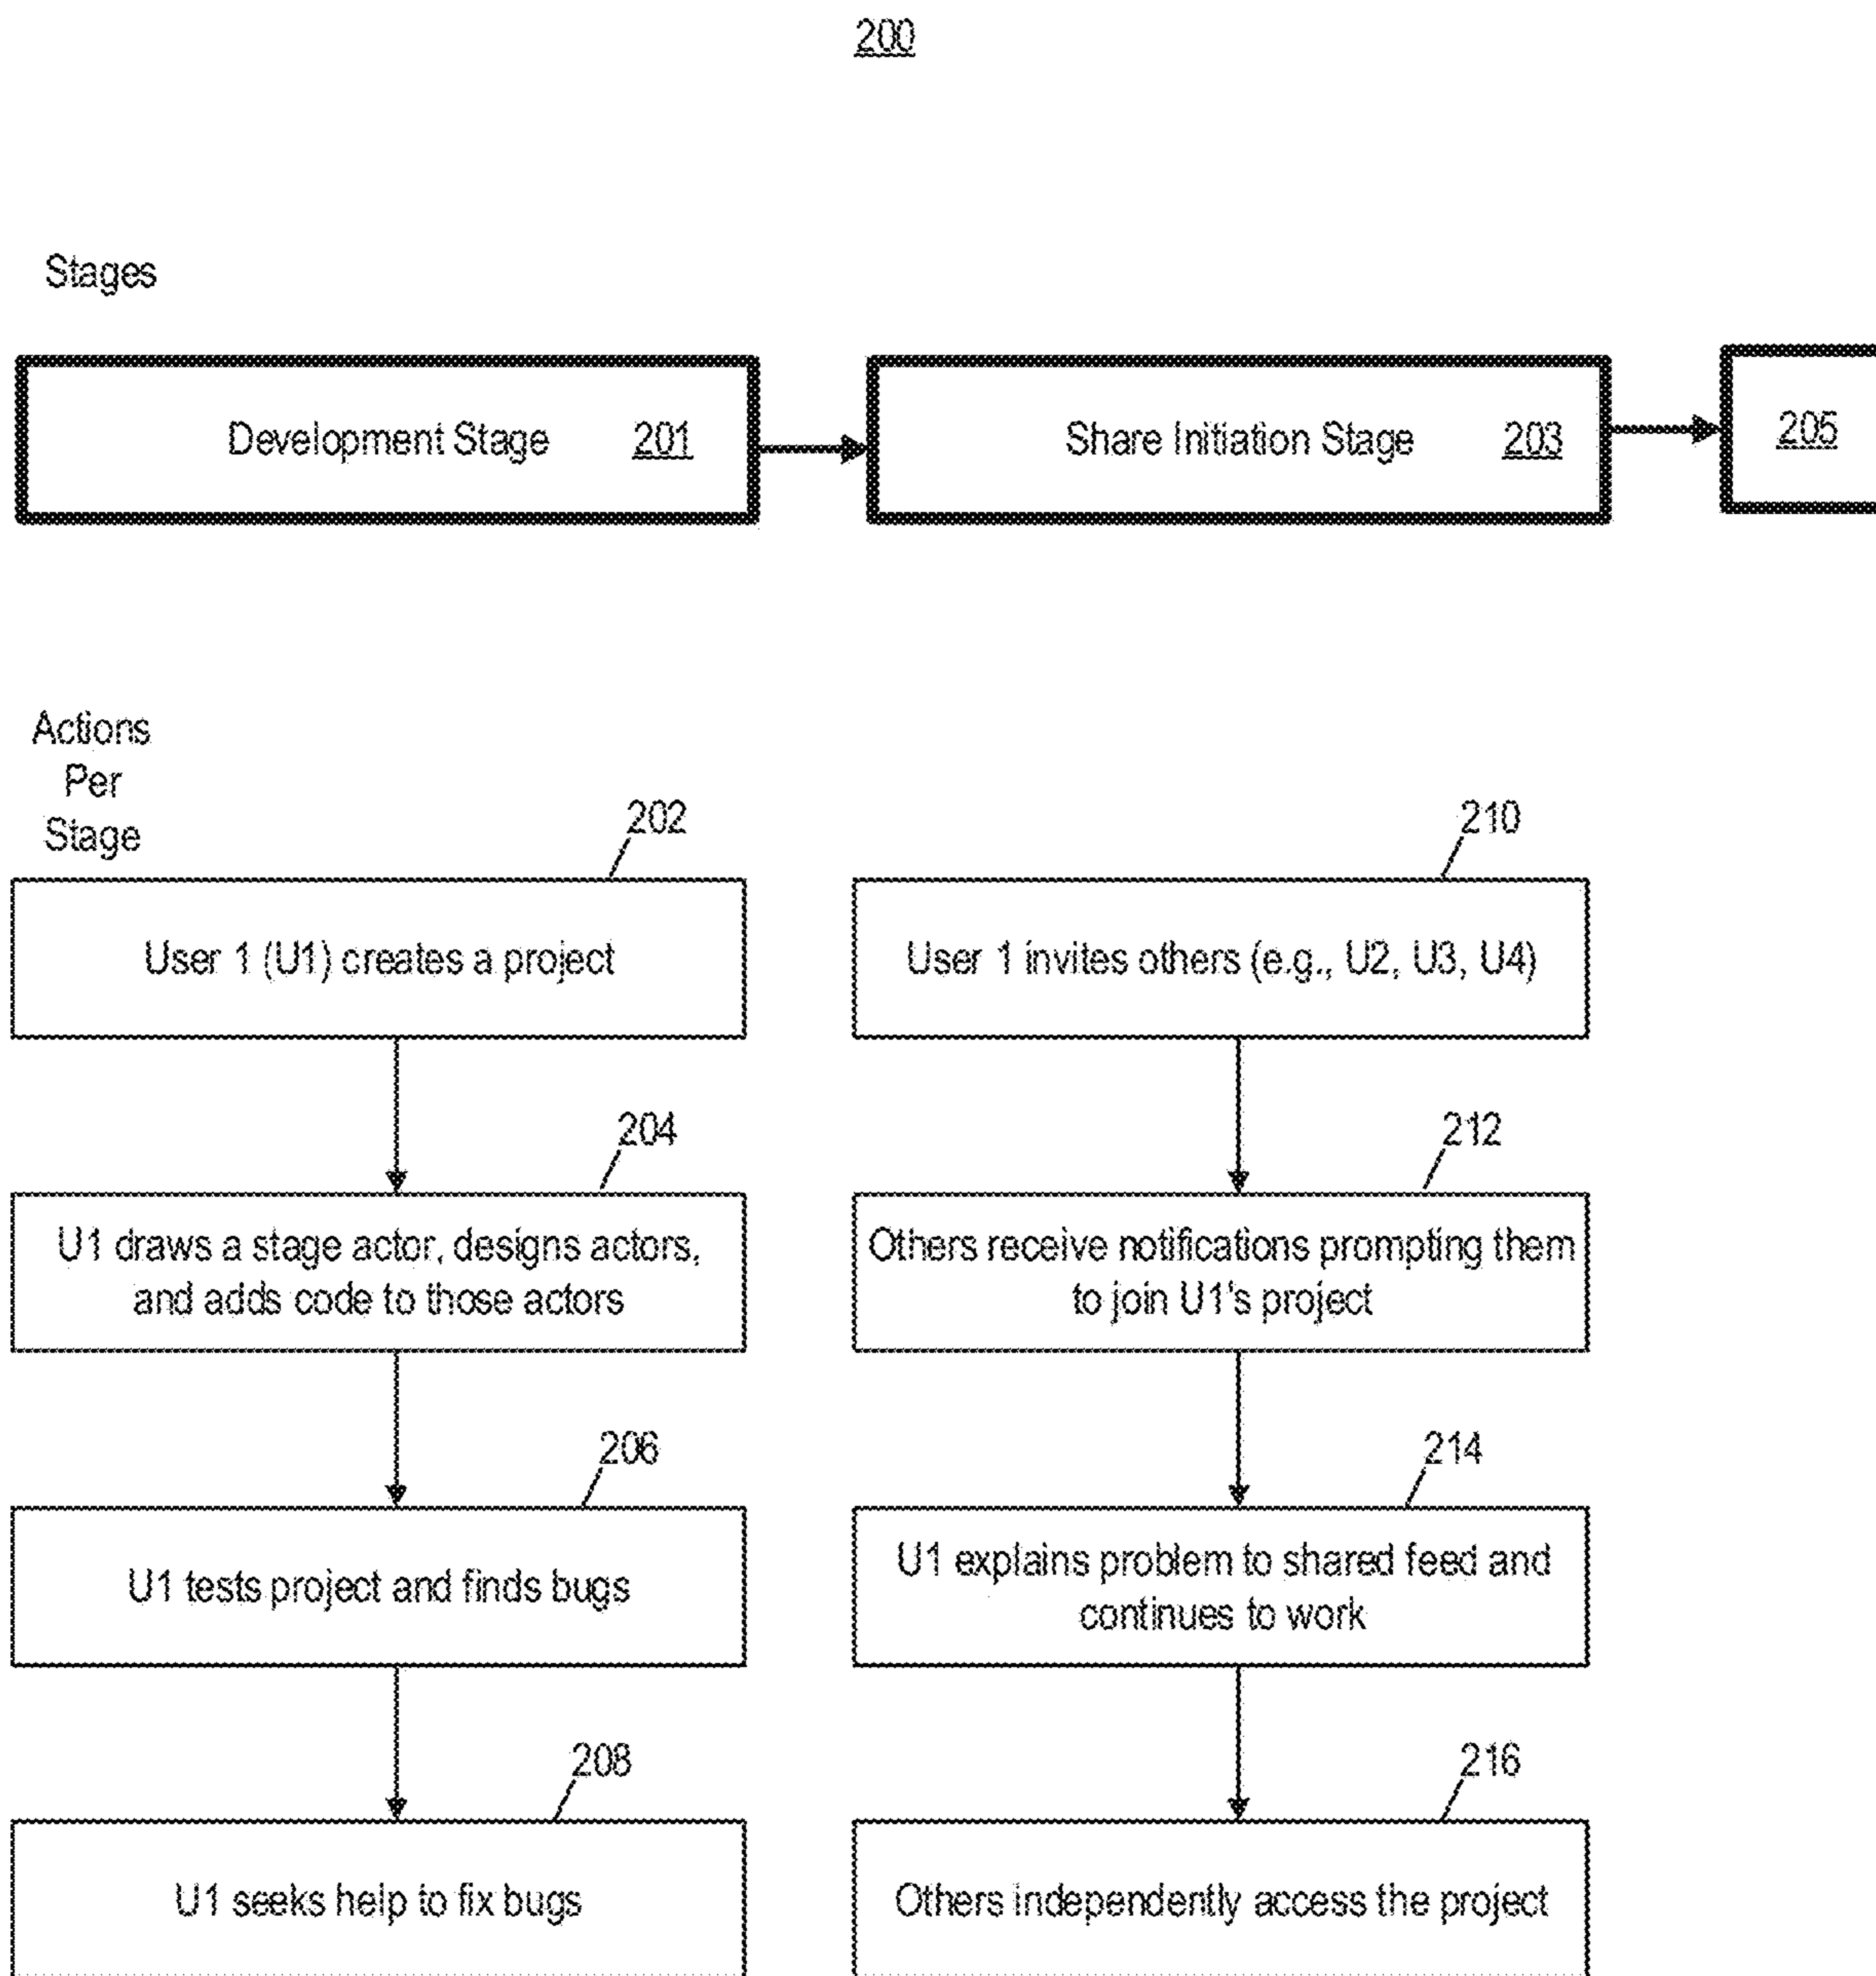 200
Stages
Development Stage 201
Share Initiation Stage 203
205
Actions
Per
Stage
202
User 1 (U1) creates a project
204
U1 draws a stage actor, designs actors,
and adds code to those actors
206
U1 tests project and finds bugs
208
U1 seeks help to fix bugs
210
User 1 invites others (e.g., U2, U3, U4)
212
Others receive notifications prompting them
to join U1's project
214
U1 explains problem to shared feed and
continues to work
216
Others independently access the project